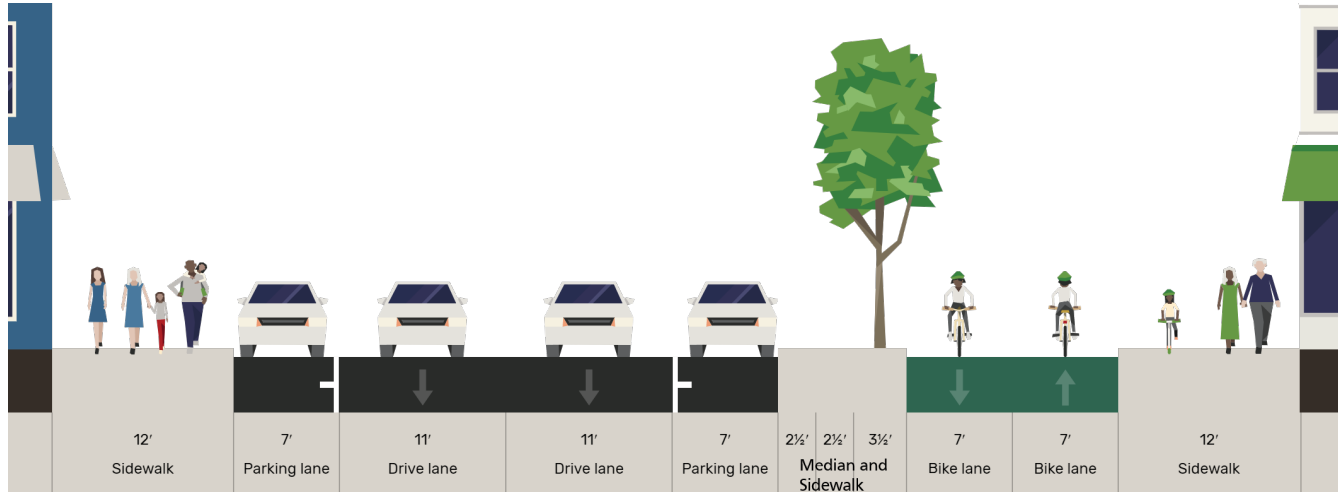 12′ 7′ 11′ 11′ 7′ 2½′ 2½′ 3½′ 7′ 7′ 12′
Sidewalk Parking lane Drive lane Drive lane Parking lane Median and Bike lane Bike lane Sidewalk
Sidewalk